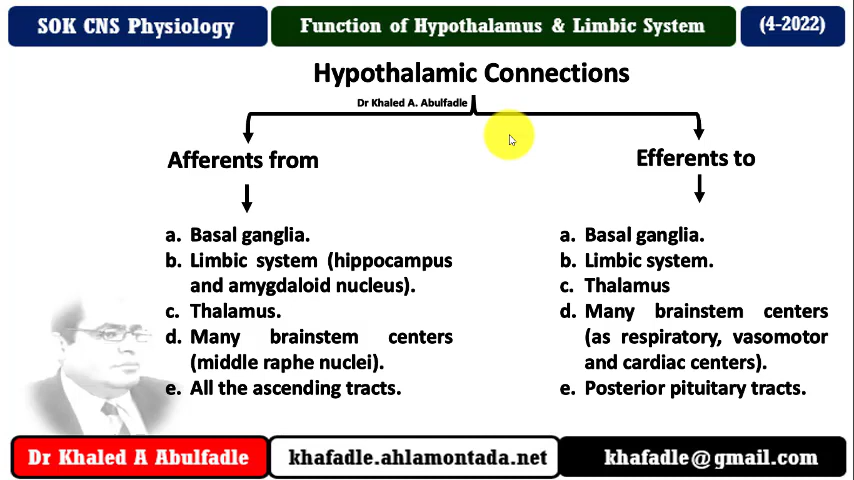 SOK CNS Physiology
Function of Hypothalamus & Limbic System
(4-2022)
Hypothalamic Connections
Dr Khaled A. Abulfadle
Afferents from
a. Basal ganglia.
b. Limbic system (hippocampus
and amygdaloid nucleus).
c. Thalamus.
d. Many brainstem centers
(middle raphe nuclei).
e. All the ascending tracts.
Efferents to
a. Basal ganglia.
b. Limbic system.
c. Thalamus
d. Many brainstem centers
(as respiratory, vasomotor
and cardiac centers).
e. Posterior pituitary tracts.
Dr Khaled A Abulfadle
khafadle.ahlamontada.net
khafadle@gmail.com